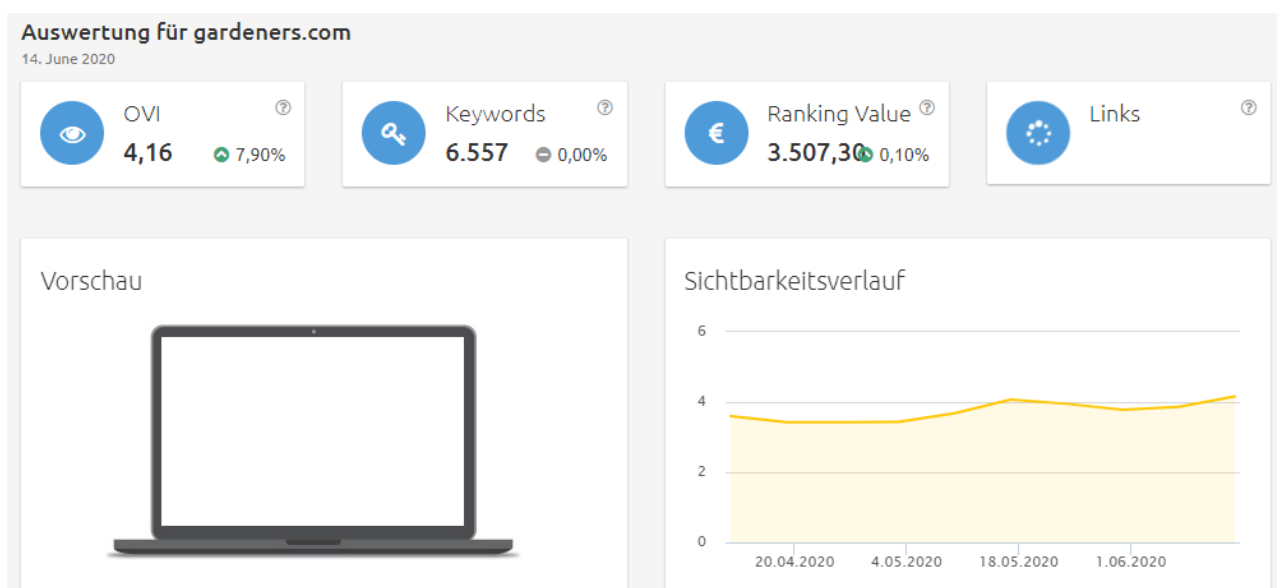 Auswertung für gardeners.com
14. June 2020
OVI
4,16 7,90%
Keywords
6.557 0,00%
Ranking Value
3.507,30 0,10%
Links
Vorschau
Sichtbarkeitsverlauf
6
4
2
0
20.04.2020 4.05.2020 18.05.2020 1.06.2020